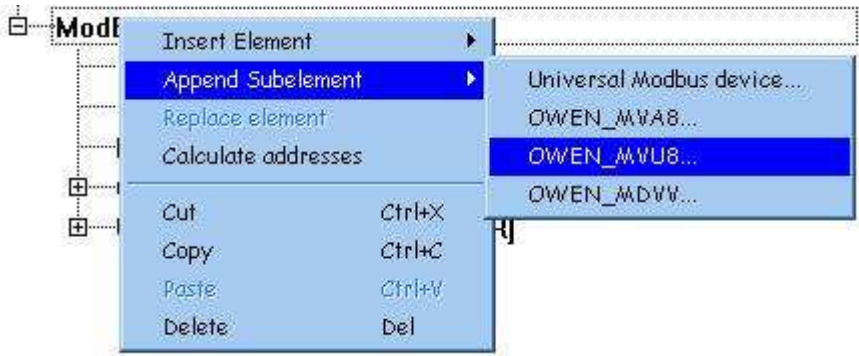 ModB
Insert Element
Append Subelement
Replace element
Calculate addresses
Cut Ctrl+X
Copy Ctrl+C
Paste Ctrl+V
Delete Del
Universal Modbus device...
OWEN_MVA8...
OWEN_MVU8...
OWEN_MDVV...